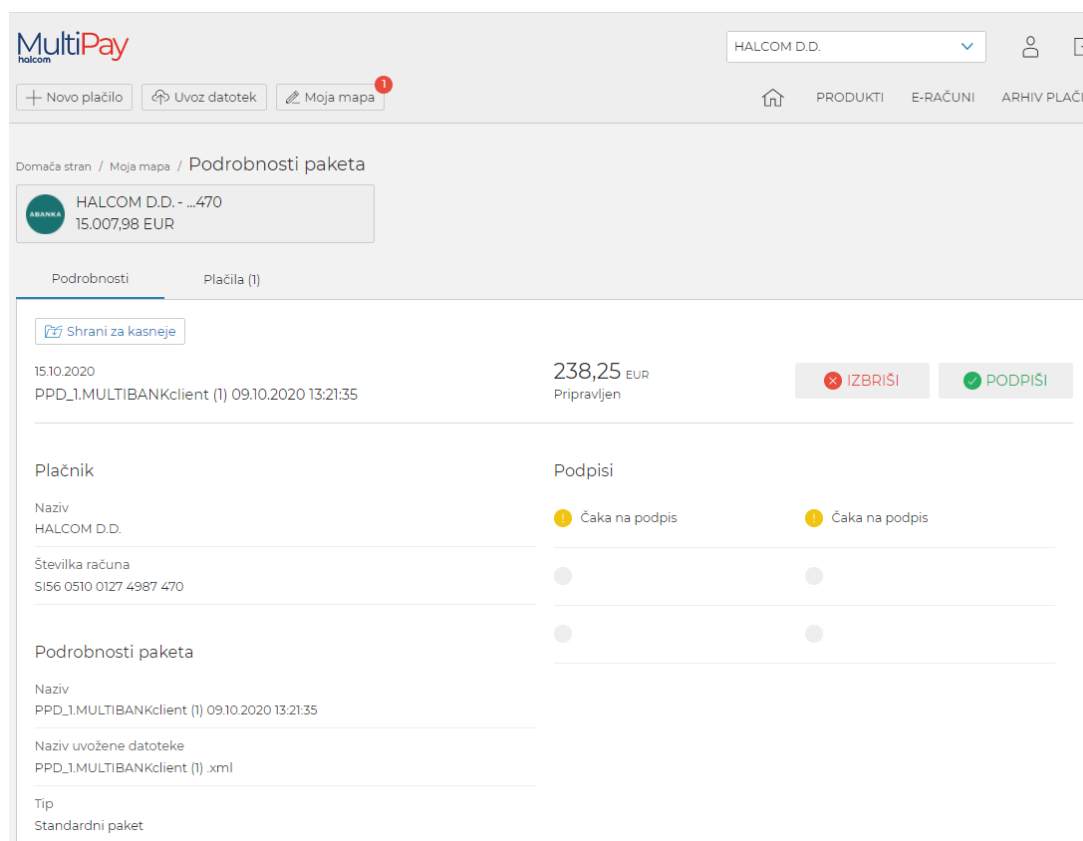 MultiPay
halcom
HALCOM D.D.
Novo plačilo
Uvoz datotek
Moja mapa
1
PRODUKTI
E-RAČUNI
ARHIV PLAČI
Domača stran / Moja mapa / Podrobnosti paketa
ABANKA
HALCOM D.D. - ...470
15.007,98 EUR
Podrobnosti
Plačila (1)
Shrani za kasneje
15.10.2020
PPD_1.MULTIBANKclient (1) 09.10.2020 13:21:35
238,25 EUR
Pripravljen
IZBRIŠI
PODPIŠI
Plačnik
Naziv
HALCOM D.D.
Številka računa
SI56 0510 0127 4987 470
Podpisi
Čaka na podpis
Čaka na podpis
Podrobnosti paketa
Naziv
PPD_1.MULTIBANKclient (1) 09.10.2020 13:21:35
Naziv uvožene datoteke
PPD_1.MULTIBANKclient (1) .xml
Tip
Standardni paket